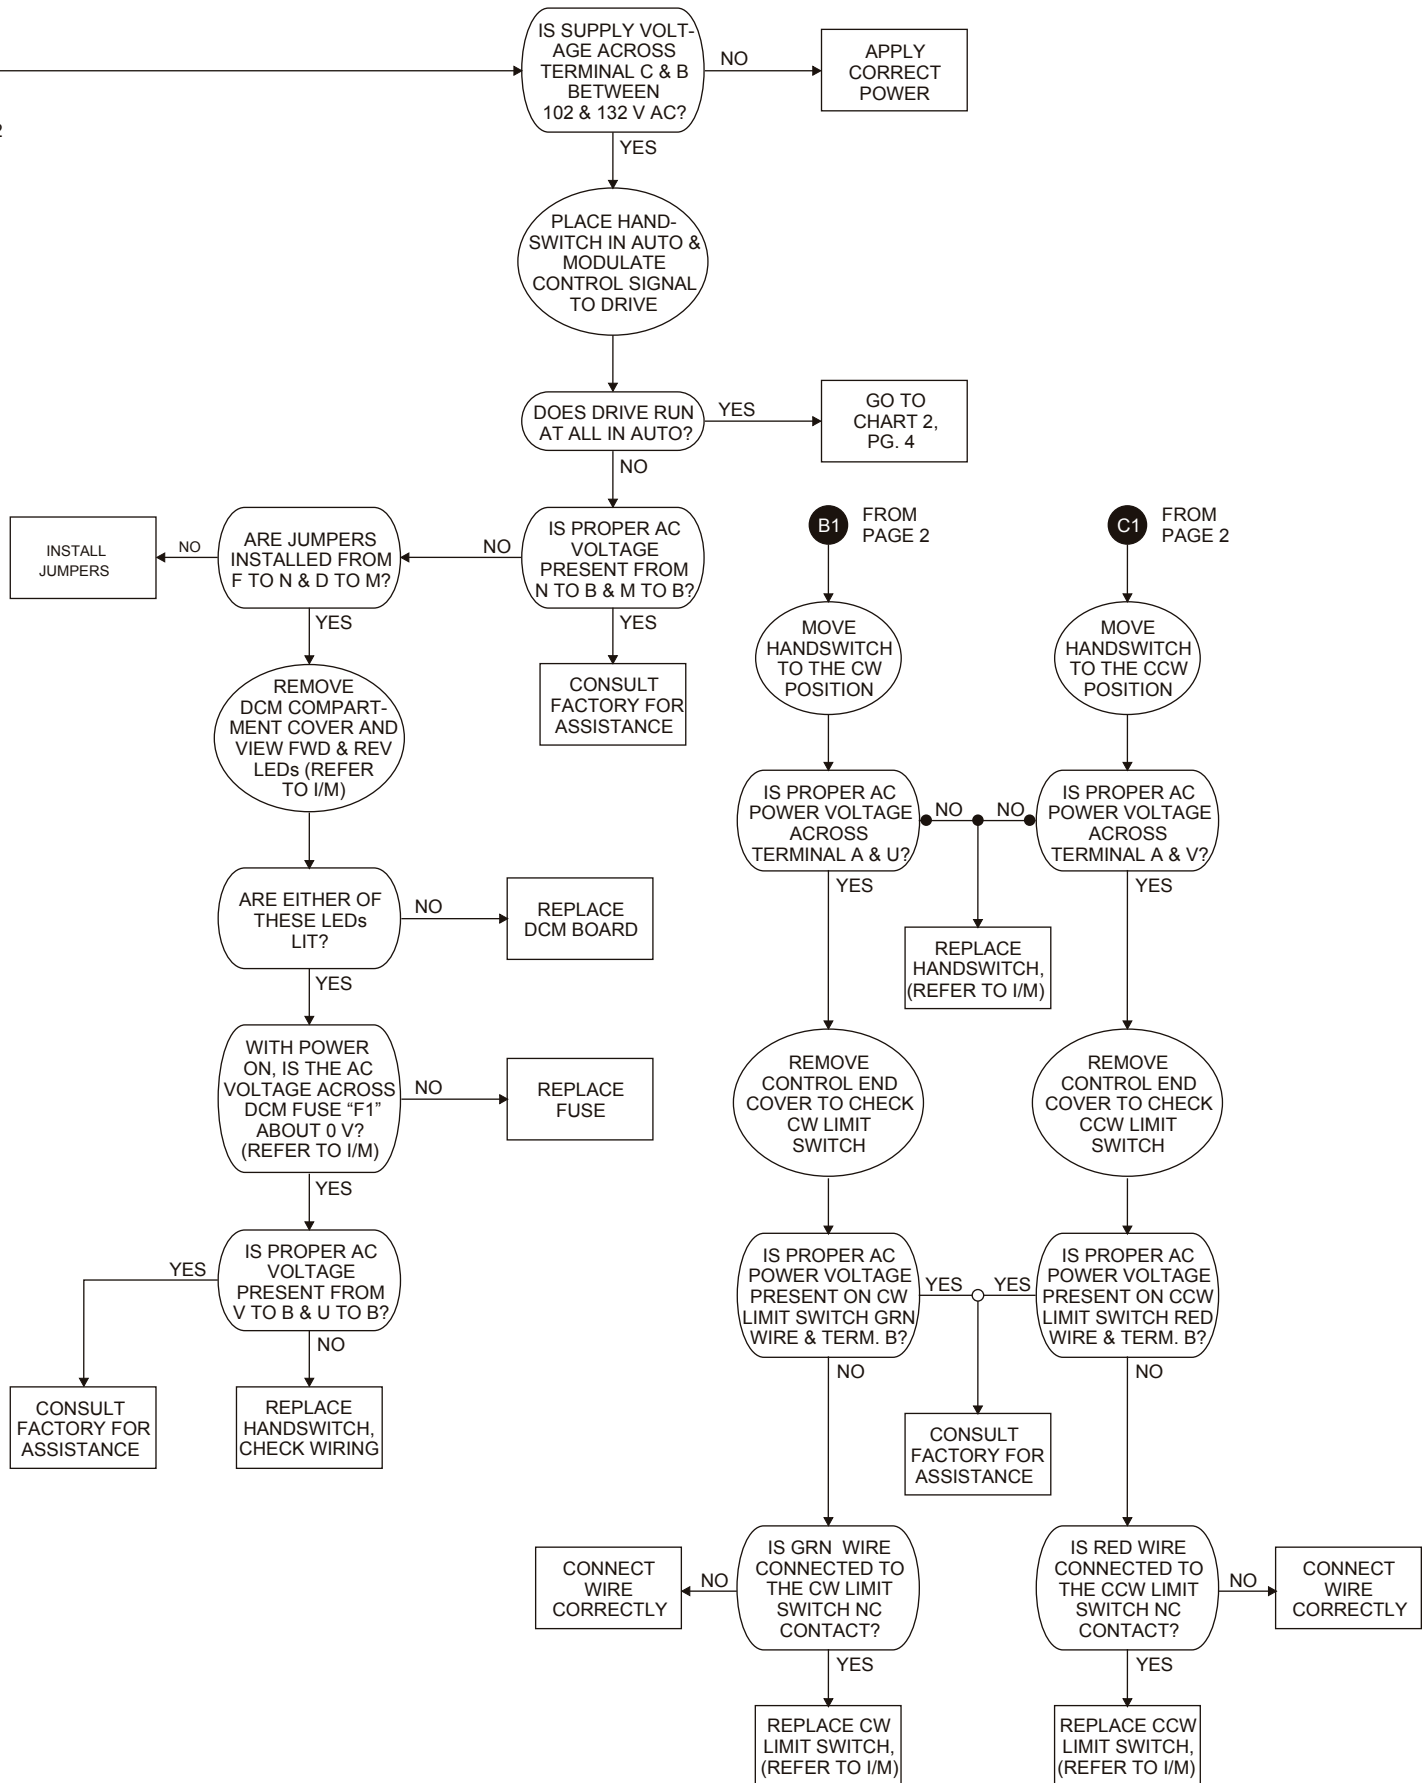 IS SUPPLY VOLT-
AGE ACROSS
TERMINAL C & B
BETWEEN
102 & 132 V AC?
NO
APPLY
CORRECT
POWER
2
YES
PLACE HAND-
SWITCH IN AUTO &
MODULATE
CONTROL SIGNAL
TO DRIVE
DOES DRIVE RUN
AT ALL IN AUTO?
YES
GO TO
CHART 2,
PG. 4
NO
IS PROPER AC
VOLTAGE
PRESENT FROM
N TO B & M TO B?
NO
ARE JUMPERS
INSTALLED FROM
F TO N & D TO M?
NO
INSTALL
JUMPERS
YES
CONSULT
FACTORY FOR
ASSISTANCE
YES
REMOVE
DCM COMPART-
MENT COVER AND
VIEW FWD & REV
LEDs (REFER
TO I/M)
ARE EITHER OF
THESE LEDs
LIT?
NO
REPLACE
DCM BOARD
YES
WITH POWER
ON, IS THE AC
VOLTAGE ACROSS
DCM FUSE “F1”
ABOUT 0 V?
(REFER TO I/M)
NO
REPLACE
FUSE
YES
IS PROPER AC
VOLTAGE
PRESENT FROM
V TO B & U TO B?
YES
CONSULT
FACTORY FOR
ASSISTANCE
NO
REPLACE
HANDSWITCH,
CHECK WIRING
B1
FROM
PAGE 2
MOVE
HANDSWITCH
TO THE CW
POSITION
IS PROPER AC
POWER VOLTAGE
ACROSS
TERMINAL A & U?
NO
NO
REPLACE
HANDSWITCH,
(REFER TO I/M)
YES
REMOVE
CONTROL END
COVER TO CHECK
CW LIMIT
SWITCH
IS PROPER AC
POWER VOLTAGE
PRESENT ON CW
LIMIT SWITCH GRN
WIRE & TERM. B?
YES
YES
CONSULT
FACTORY FOR
ASSISTANCE
NO
IS GRN WIRE
CONNECTED TO
THE CW LIMIT
SWITCH NC
CONTACT?
NO
CONNECT
WIRE
CORRECTLY
YES
REPLACE CW
LIMIT SWITCH,
(REFER TO I/M)
C1
FROM
PAGE 2
MOVE
HANDSWITCH
TO THE CCW
POSITION
IS PROPER AC
POWER VOLTAGE
ACROSS
TERMINAL A & V?
YES
REMOVE
CONTROL END
COVER TO CHECK
CCW LIMIT
SWITCH
IS PROPER AC
POWER VOLTAGE
PRESENT ON CCW
LIMIT SWITCH RED
WIRE & TERM. B?
NO
IS RED WIRE
CONNECTED TO
THE CCW LIMIT
SWITCH NC
CONTACT?
NO
CONNECT
WIRE
CORRECTLY
YES
REPLACE CCW
LIMIT SWITCH,
(REFER TO I/M)